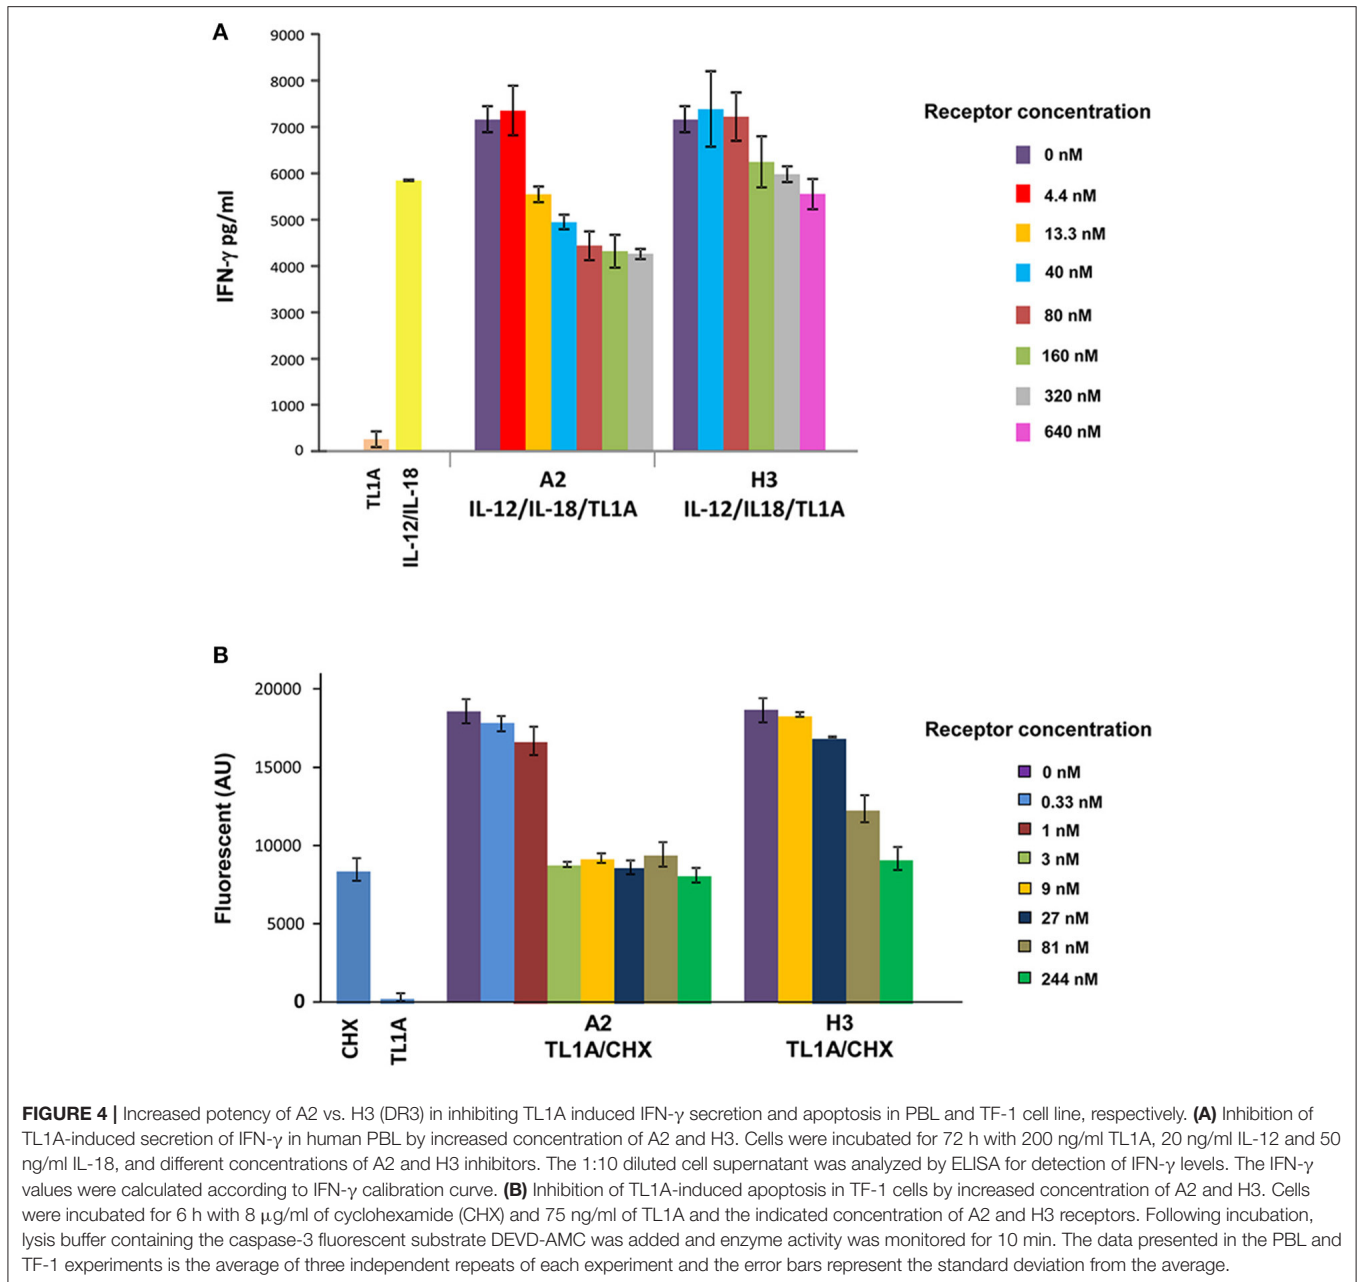 A
9000
8000
7000
6000
5000
4000
3000
2000
1000
0
IFN-γ pg/ml
TL1A
IL-12/IL-18
A2
IL-12/IL-18/TL1A
H3
IL-12/IL18/TL1A
Receptor concentration
0 nM
4.4 nM
13.3 nM
40 nM
80 nM
160 nM
320 nM
640 nM
B
20000
15000
10000
5000
0
Fluorescent (AU)
CHX
TL1A
A2
TL1A/CHX
H3
TL1A/CHX
Receptor concentration
0 nM
0.33 nM
1 nM
3 nM
9 nM
27 nM
81 nM
244 nM
FIGURE 4 | Increased potency of A2 vs. H3 (DR3) in inhibiting TL1A induced IFN-γ secretion and apoptosis in PBL and TF-1 cell line, respectively. (A) Inhibition of
TL1A-induced secretion of IFN-γ in human PBL by increased concentration of A2 and H3. Cells were incubated for 72 h with 200 ng/ml TL1A, 20 ng/ml IL-12 and 50
ng/ml IL-18, and different concentrations of A2 and H3 inhibitors. The 1:10 diluted cell supernatant was analyzed by ELISA for detection of IFN-γ levels. The IFN-γ
values were calculated according to IFN-γ calibration curve. (B) Inhibition of TL1A-induced apoptosis in TF-1 cells by increased concentration of A2 and H3. Cells
were incubated for 6 h with 8 μg/ml of cyclohexamide (CHX) and 75 ng/ml of TL1A and the indicated concentration of A2 and H3 receptors. Following incubation,
lysis buffer containing the caspase-3 fluorescent substrate DEVD-AMC was added and enzyme activity was monitored for 10 min. The data presented in the PBL and
TF-1 experiments is the average of three independent repeats of each experiment and the error bars represent the standard deviation from the average.